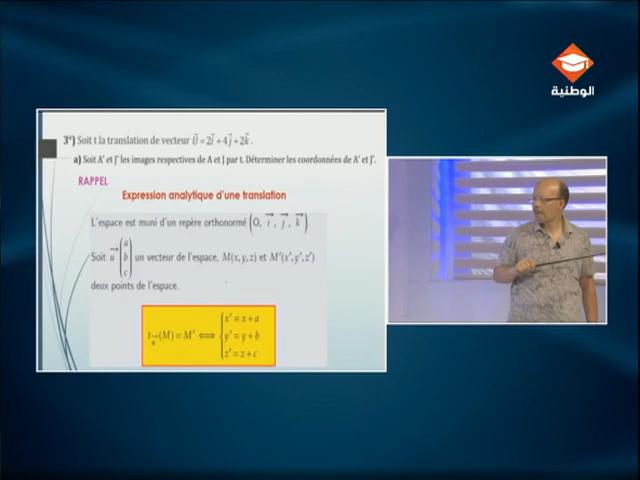 الوطنية
3°) Soit t la translation de vecteur U⃗ = 2i⃗ + 4j⃗ + 2k⃗ .
a) Soit A' et J' les images respectives de A et J par t. Déterminer les coordonnées de A' et J'.
RAPPEL
Expression analytique d'une translation
L'espace est muni d'un repère orthonormé (O, i⃗ , j⃗ , k⃗)
Soit u⃗ (a b c) un vecteur de l'espace, M(x, y, z) et M'(x', y', z')
deux points de l'espace.
x' = x + a
t_u⃗(M) = M' ⟺ { y' = y + b
z' = z + c